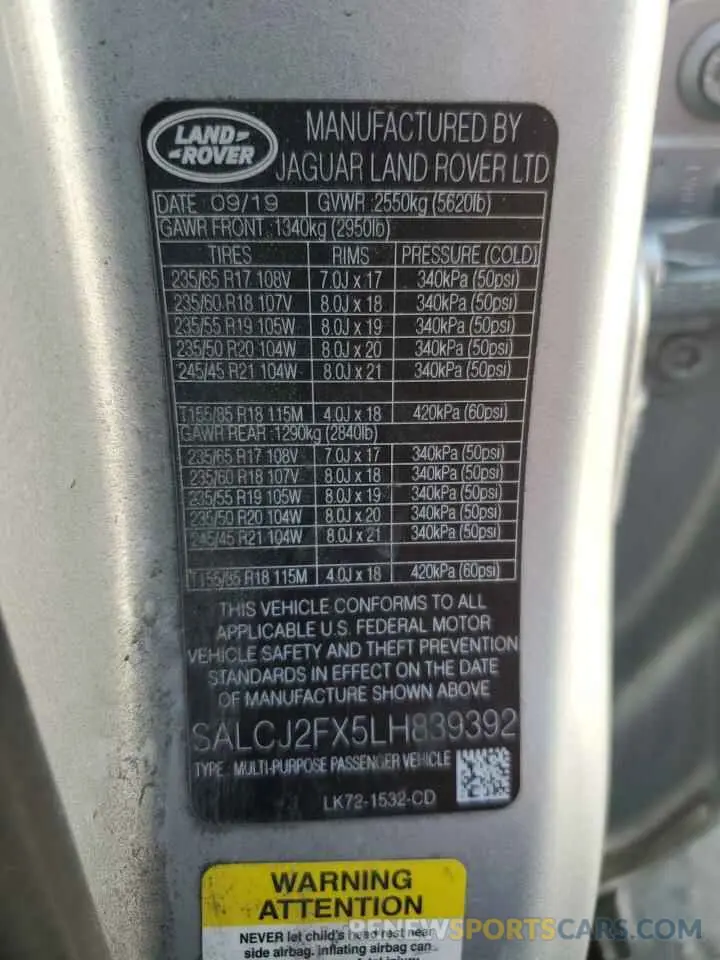 LAND-
-ROVER
MANUFACTURED BY
JAGUAR LAND ROVER LTD
DATE 09/19 GVWR :2550kg (5620lb)
GAWR FRONT :1340kg (2950lb)
TIRES RIMS PRESSURE (COLD)
235/65 R17 108V 7.0J x 17 340kPa (50psi)
235/60 R18 107V 8.0J x 18 340kPa (50psi)
235/55 R19 105W 8.0J x 19 340kPa (50psi)
235/50 R20 104W 8.0J x 20 340kPa (50psi)
245/45 R21 104W 8.0J x 21 340kPa (50psi)
T155/85 R18 115M 4.0J x 18 420kPa (60psi)
GAWR REAR :1290kg (2840lb)
235/65 R17 108V 7.0J x 17 340kPa (50psi)
235/60 R18 107V 8.0J x 18 340kPa (50psi)
235/55 R19 105W 8.0J x 19 340kPa (50psi)
235/50 R20 104W 8.0J x 20 340kPa (50psi)
245/45 R21 104W 8.0J x 21 340kPa (50psi)
T155/85 R18 115M 4.0J x 18 420kPa (60psi)
THIS VEHICLE CONFORMS TO ALL
APPLICABLE U.S. FEDERAL MOTOR
VEHICLE SAFETY AND THEFT PREVENTION
STANDARDS IN EFFECT ON THE DATE
OF MANUFACTURE SHOWN ABOVE
SALCJ2FX5LH839392
TYPE : MULTI-PURPOSE PASSENGER VEHICLE
LK72-1532-CD
WARNING
ATTENTION
NEVER let child's head rest near
side airbag, inflating airbag can
RENEWSPORTSCARS.COM